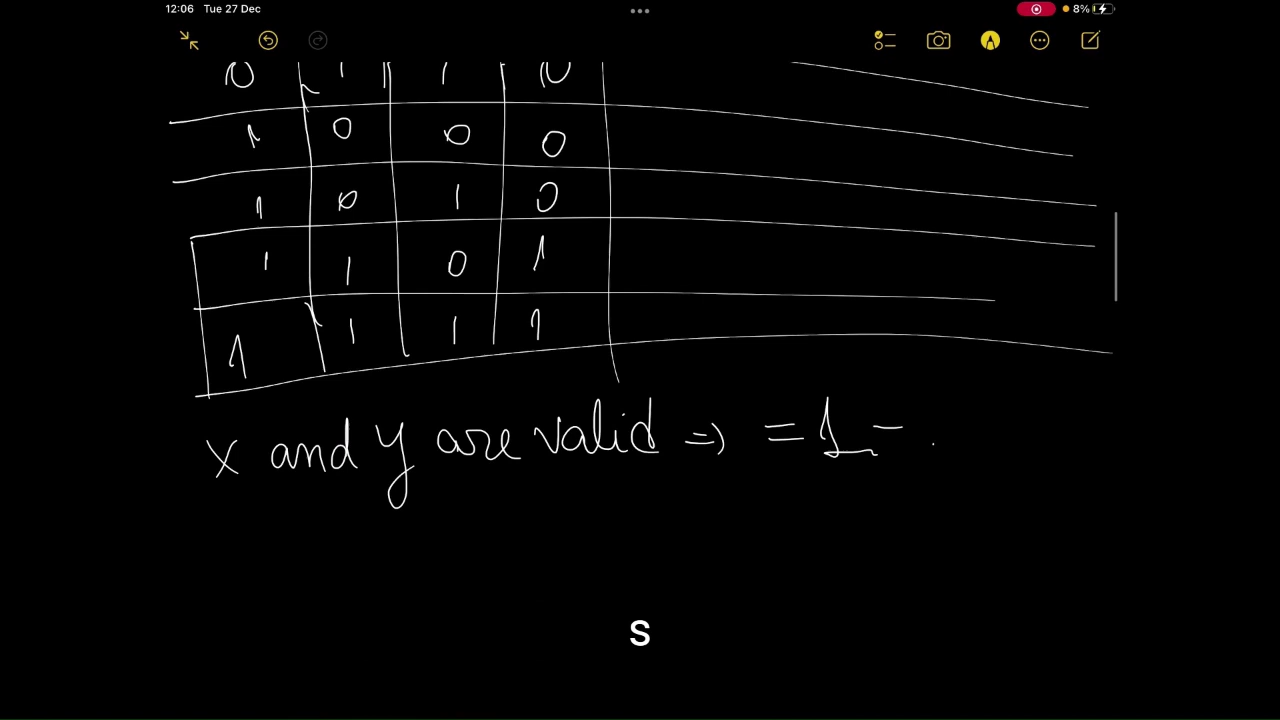 12:06 Tue 27 Dec 8%
0 1 1 0
1 0 0 0
1 0 1 0
1 1 0 1
1 1 1 1
x and y are valid => = 1 -
S